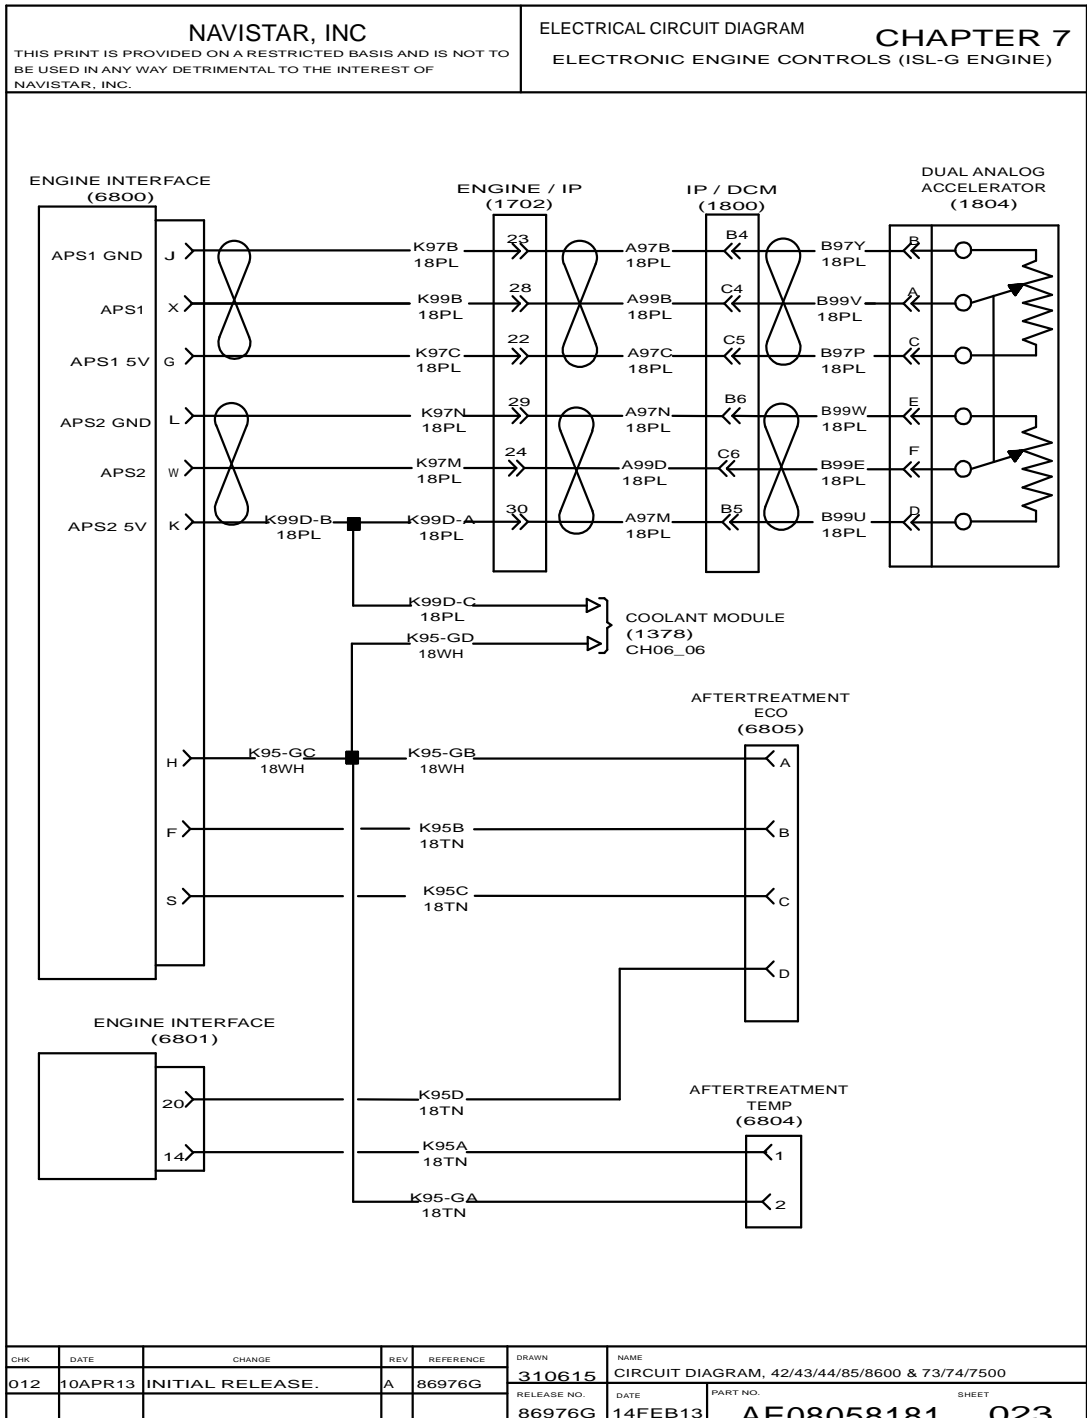 NAVISTAR, INC
THIS PRINT IS PROVIDED ON A RESTRICTED BASIS AND IS NOT TO
BE USED IN ANY WAY DETRIMENTAL TO THE INTEREST OF
NAVISTAR, INC.
ELECTRICAL CIRCUIT DIAGRAM
CHAPTER 7
ELECTRONIC ENGINE CONTROLS (ISL-G ENGINE)
ENGINE INTERFACE
(6800)
ENGINE / IP
(1702)
IP / DCM
(1800)
DUAL ANALOG
ACCELERATOR
(1804)
APS1 GND J K97B 23 A97B B4 B97Y B
18PL 18PL 18PL
APS1 X K99B 28 A99B C4 B99V A
18PL 18PL 18PL
APS1 5V G K97C 22 A97C C5 B97P C
18PL 18PL 18PL
APS2 GND L K97N 29 A97N B6 B99W E
18PL 18PL 18PL
APS2 W K97M 24 A99D C6 B99E F
18PL 18PL 18PL
APS2 5V K K99D-B K99D-A 30 A97M B5 B99U D
18PL 18PL 18PL 18PL
K99D-C
18PL
COOLANT MODULE
(1378)
CH06_06
K95-GD
18WH
AFTERTREATMENT
ECO
(6805)
H K95-GC K95-GB A
18WH 18WH
F K95B B
18TN
S K95C C
18TN
D
ENGINE INTERFACE
(6801)
20 K95D
18TN
AFTERTREATMENT
TEMP
(6804)
14 K95A 1
18TN
K95-GA 2
18TN
CHK DATE CHANGE REV REFERENCE
012 10APR13 INITIAL RELEASE. A 86976G
DRAWN
310615
NAME
CIRCUIT DIAGRAM, 42/43/44/85/8600 & 73/74/7500
RELEASE NO. DATE PART NO. SHEET
86976G 14FEB13 AE08058181 023